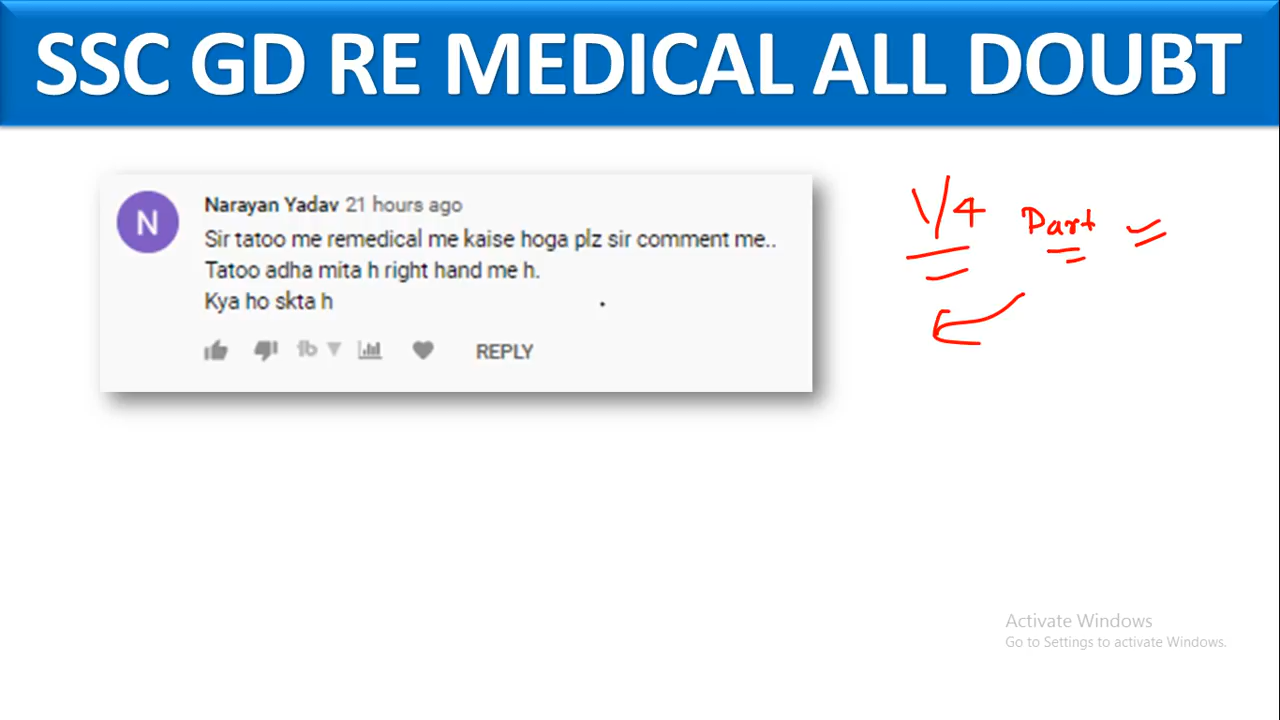 SSC GD RE MEDICAL ALL DOUBT
N
Narayan Yadav 21 hours ago
Sir tatoo me remedical me kaise hoga plz sir comment me..
Tatoo adha mita h right hand me h.
Kya ho skta h
REPLY
1/4 Part
Activate Windows
Go to Settings to activate Windows.